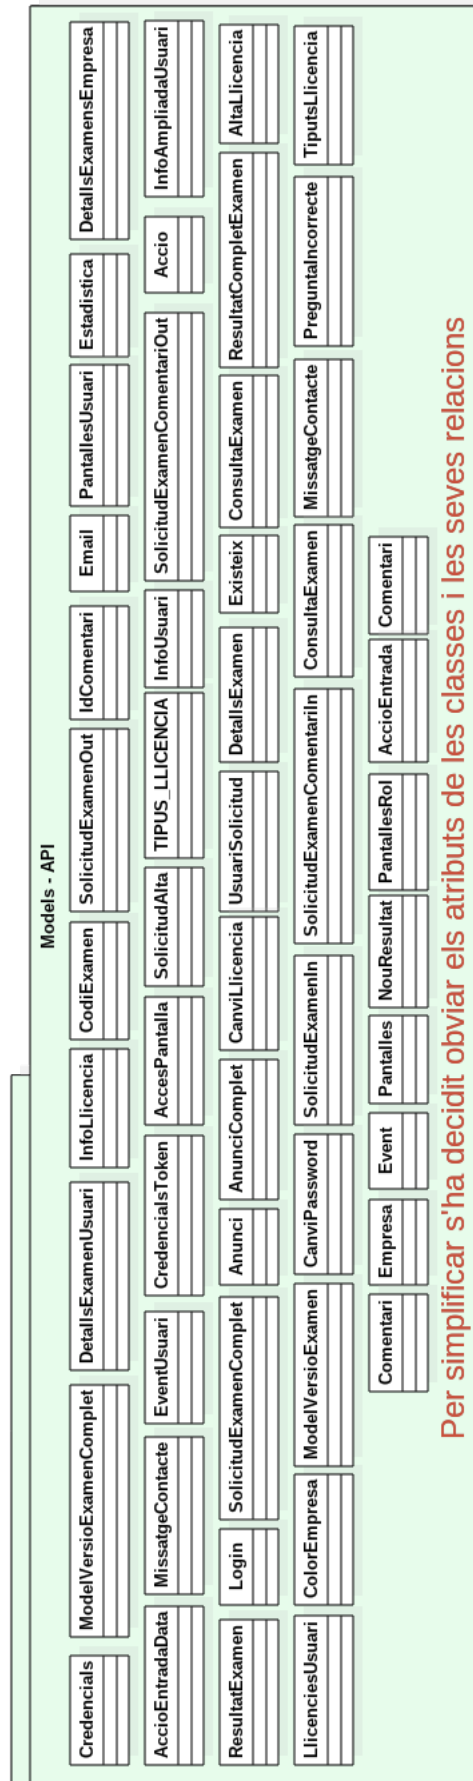 Models - API
Credencials
ModelVersioExamenComplet
DetallsExamenUsuari
InfoLlicencia
CodiExamen
SolicitudExamenOut
IdComentari
Email
PantallesUsuari
Estadistica
DetallsExamensEmpresa
AccioEntradaData
MissatgeContacte
EventUsuari
CredencialsToken
AccesPantalla
SolicitudAlta
TIPUS_LLICENCIA
InfoUsuari
SolicitudExamenComentariOut
Accio
InfoAmpliadaUsuari
ResultatExamen
Login
SolicitudExamenComplet
Anunci
AnunciComplet
CanviLlicencia
UsuariSolicitud
DetallsExamen
Existeix
ConsultaExamen
ResultatCompletExamen
AltaLlicencia
LlicenciesUsuari
ColorEmpresa
ModelVersioExamen
CanviPassword
SolicitudExamenIn
SolicitudExamenComentariIn
ConsultaExamen
MissatgeContacte
PreguntaIncorrecte
TiputsLlicencia
Comentari
Empresa
Event
Pantalles
NouResultat
PantallesRol
AccioEntrada
Comentari
Per simplificar s'ha decidit obviar els atributs de les classes i les seves relacions